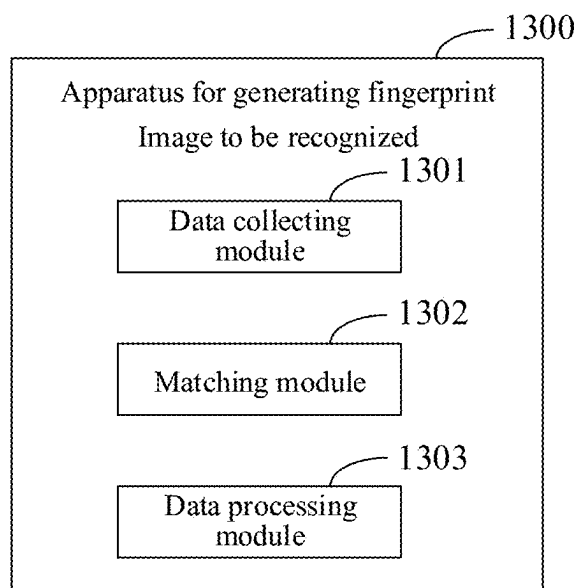 1300
Apparatus for generating fingerprint
Image to be recognized
1301
Data collecting
module
1302
Matching module
1303
Data processing
module